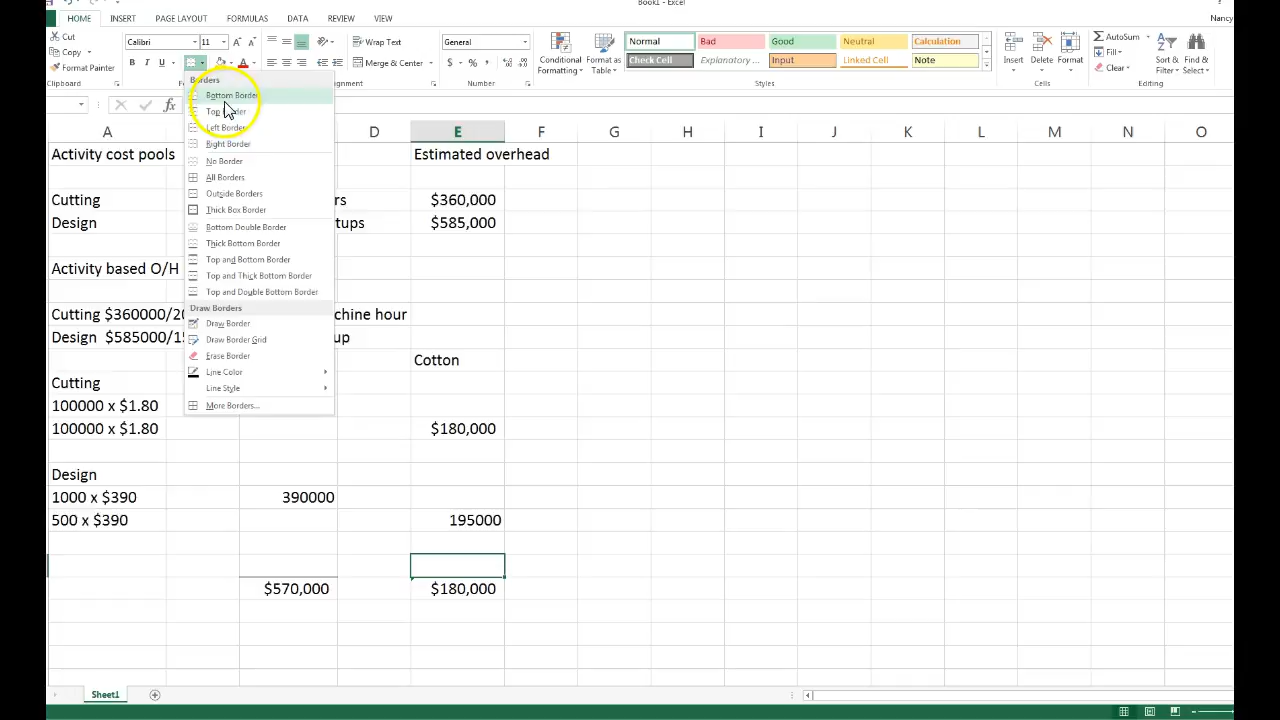 Book1 - Excel
HOME INSERT PAGE LAYOUT FORMULAS DATA REVIEW VIEW Nancy
Cut
Copy
Format Painter
Clipboard
Calibri 11
B I U
Wrap Text
Merge & Center
General
$ % ,
Number
Conditional Formatting
Format as Table
Normal Bad Good Neutral Calculation
Check Cell Explanatory ... Input Linked Cell Note
Styles
Insert Delete Format
Cells
AutoSum
Fill
Clear
Sort & Filter
Find & Select
Editing
fx
Borders
Bottom Border
Top Border
Left Border
Right Border
No Border
All Borders
Outside Borders
Thick Box Border
Bottom Double Border
Thick Bottom Border
Top and Bottom Border
Top and Thick Bottom Border
Top and Double Bottom Border
Draw Borders
Draw Border
Draw Border Grid
Erase Border
Line Color
Line Style
More Borders...
A D E F G H I J K L M N O
Activity cost pools Estimated overhead
Cutting rs $360,000
Design tups $585,000
Activity based O/H
Cutting $360000/20 chine hour
Design $585000/15 up
Cotton
Cutting
100000 x $1.80
100000 x $1.80 $180,000
Design
1000 x $390 390000
500 x $390 195000
$570,000 $180,000
Sheet1